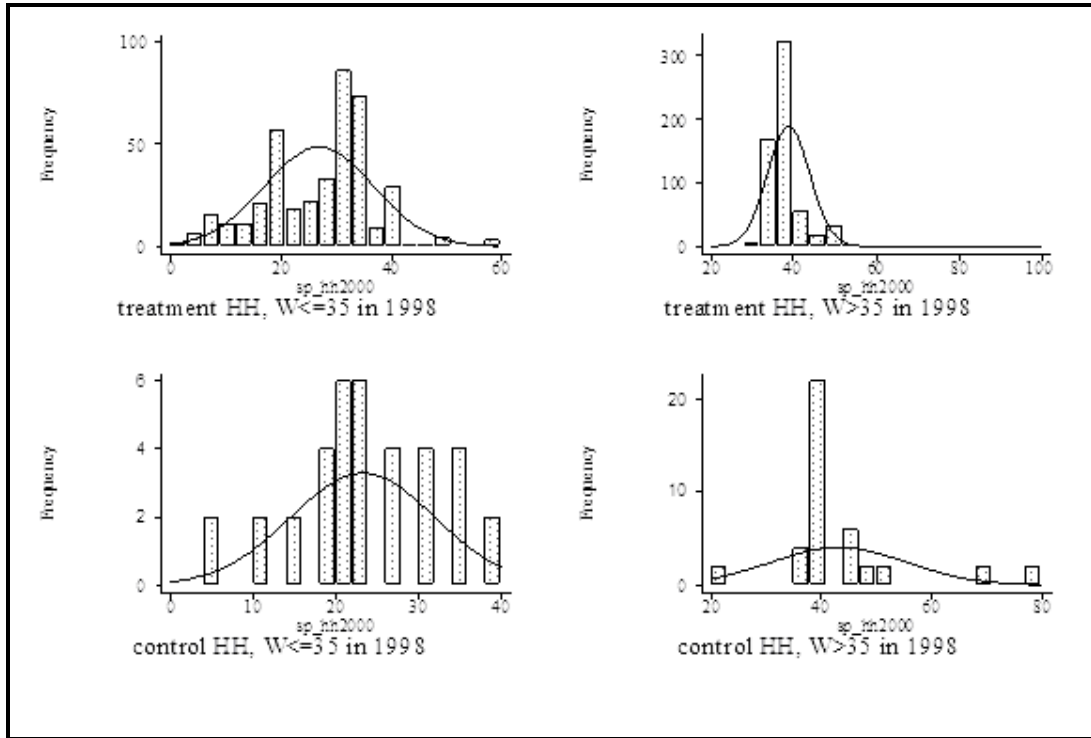 Frequency
100
50
0
0 20 40 60
sp_hh2000
treatment HH, W<=35 in 1998
Frequency
300
200
100
0
20 40 60 80 100
sp_hh2000
treatment HH, W>35 in 1998
Frequency
6
4
2
0
0 10 20 30 40
sp_hh2000
control HH, W<=35 in 1998
Frequency
20
10
0
20 40 60 80
sp_hh2000
control HH, W>35 in 1998